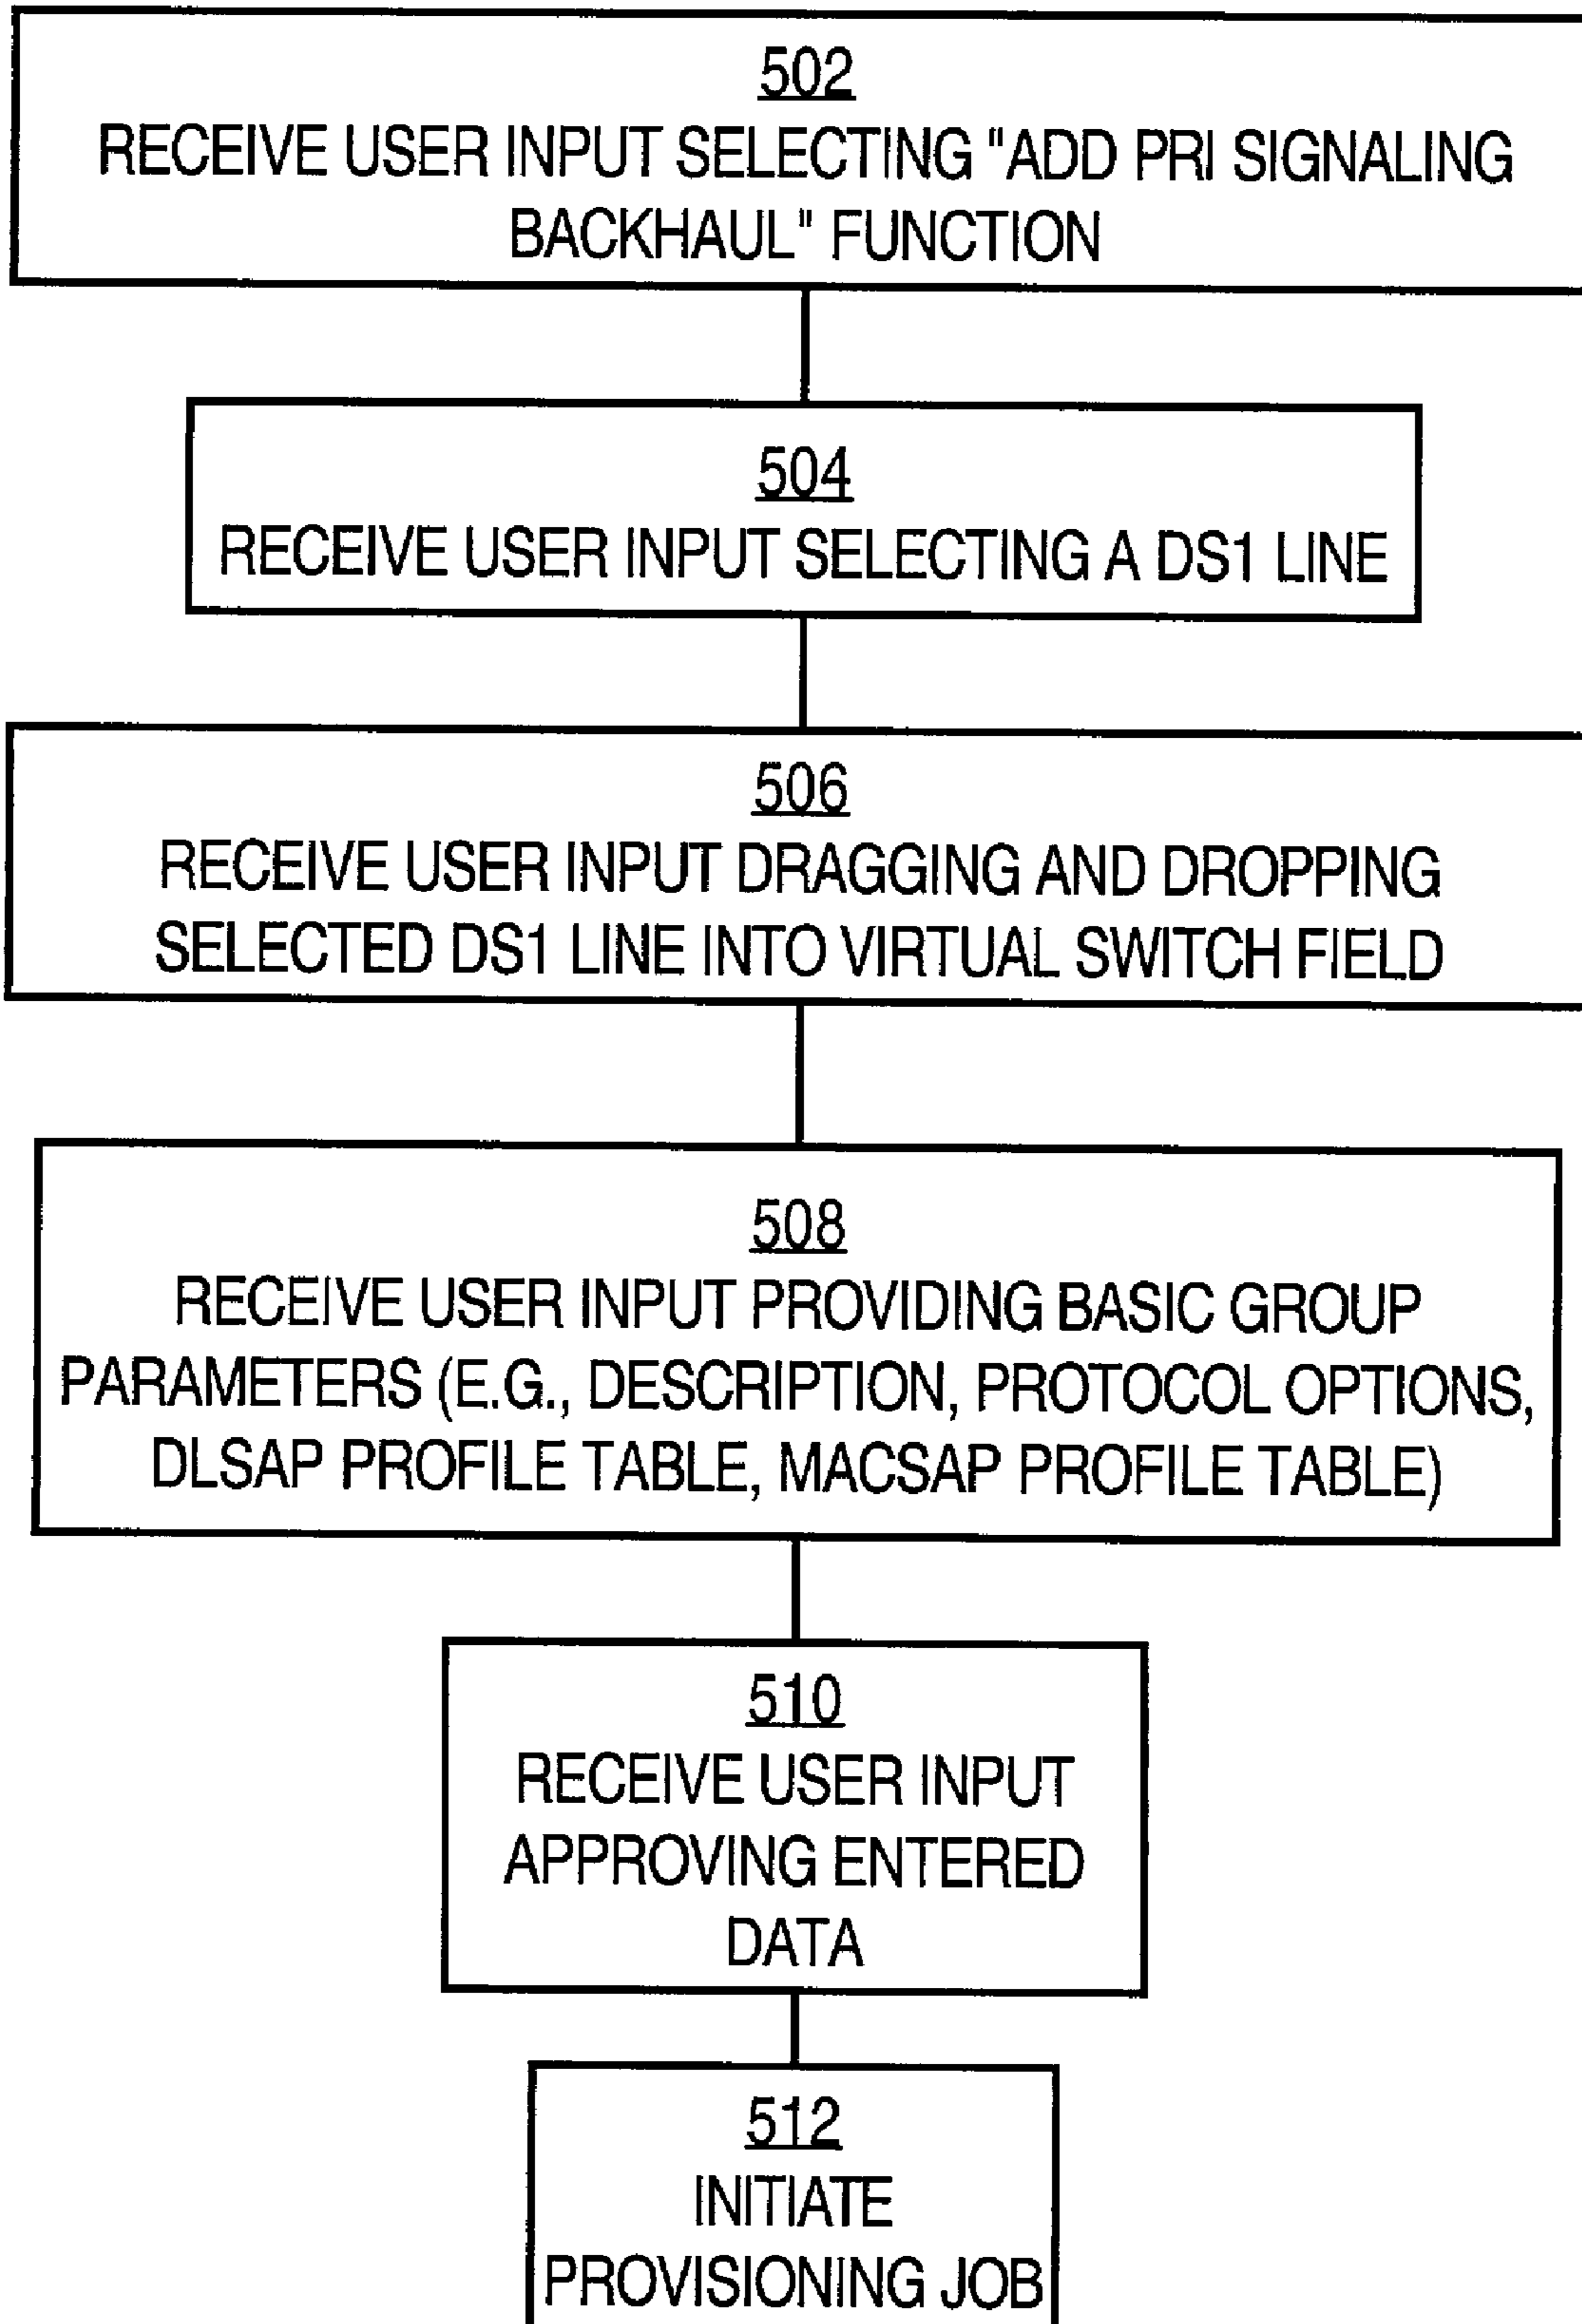 502
RECEIVE USER INPUT SELECTING "ADD PRI SIGNALING
BACKHAUL" FUNCTION
504
RECEIVE USER INPUT SELECTING A DS1 LINE
506
RECEIVE USER INPUT DRAGGING AND DROPPING
SELECTED DS1 LINE INTO VIRTUAL SWITCH FIELD
508
RECEIVE USER INPUT PROVIDING BASIC GROUP
PARAMETERS (E.G., DESCRIPTION, PROTOCOL OPTIONS,
DLSAP PROFILE TABLE, MACSAP PROFILE TABLE)
510
RECEIVE USER INPUT
APPROVING ENTERED
DATA
512
INITIATE
PROVISIONING JOB